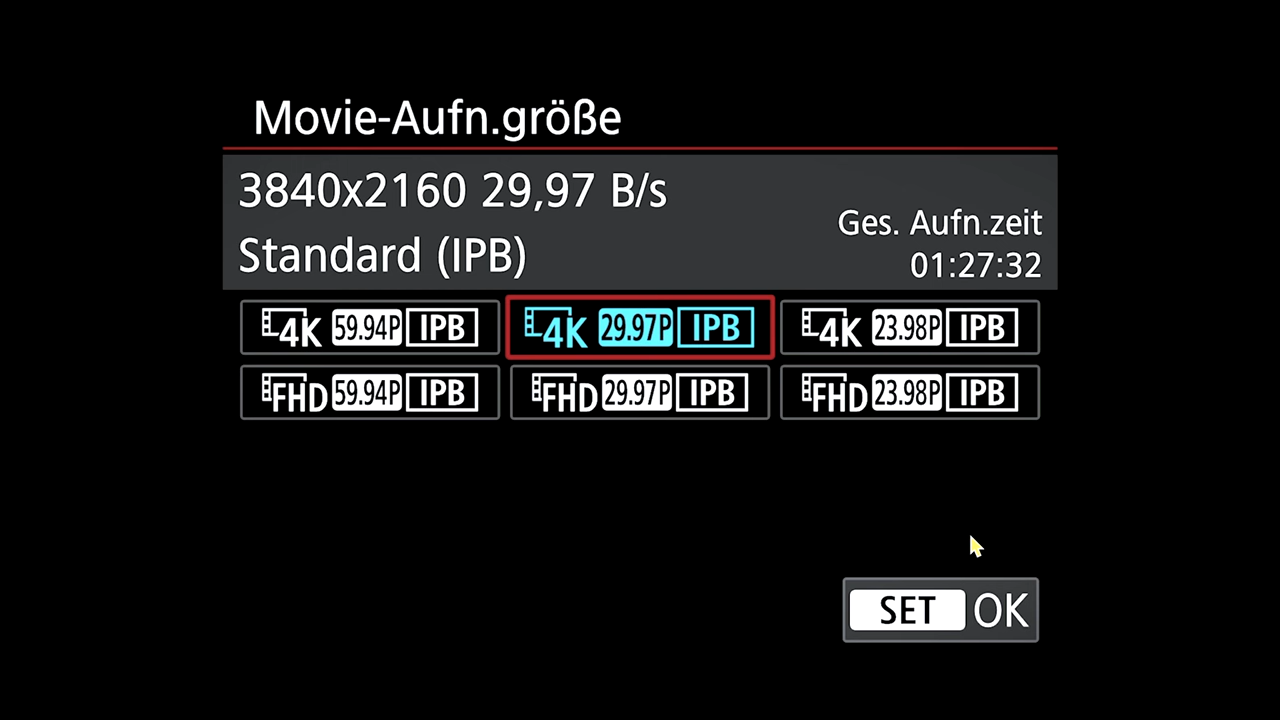 Movie-Aufn.größe
3840x2160 29,97 B/s
Standard (IPB)
Ges. Aufn.zeit
01:27:32
4K 59.94P IPB
4K 29.97P IPB
4K 23.98P IPB
FHD 59.94P IPB
FHD 29.97P IPB
FHD 23.98P IPB
SET OK